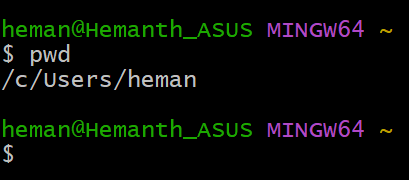 heman@Hemanth_ASUS MINGW64 ~
$ pwd
/c/Users/heman
heman@Hemanth_ASUS MINGW64 ~
$